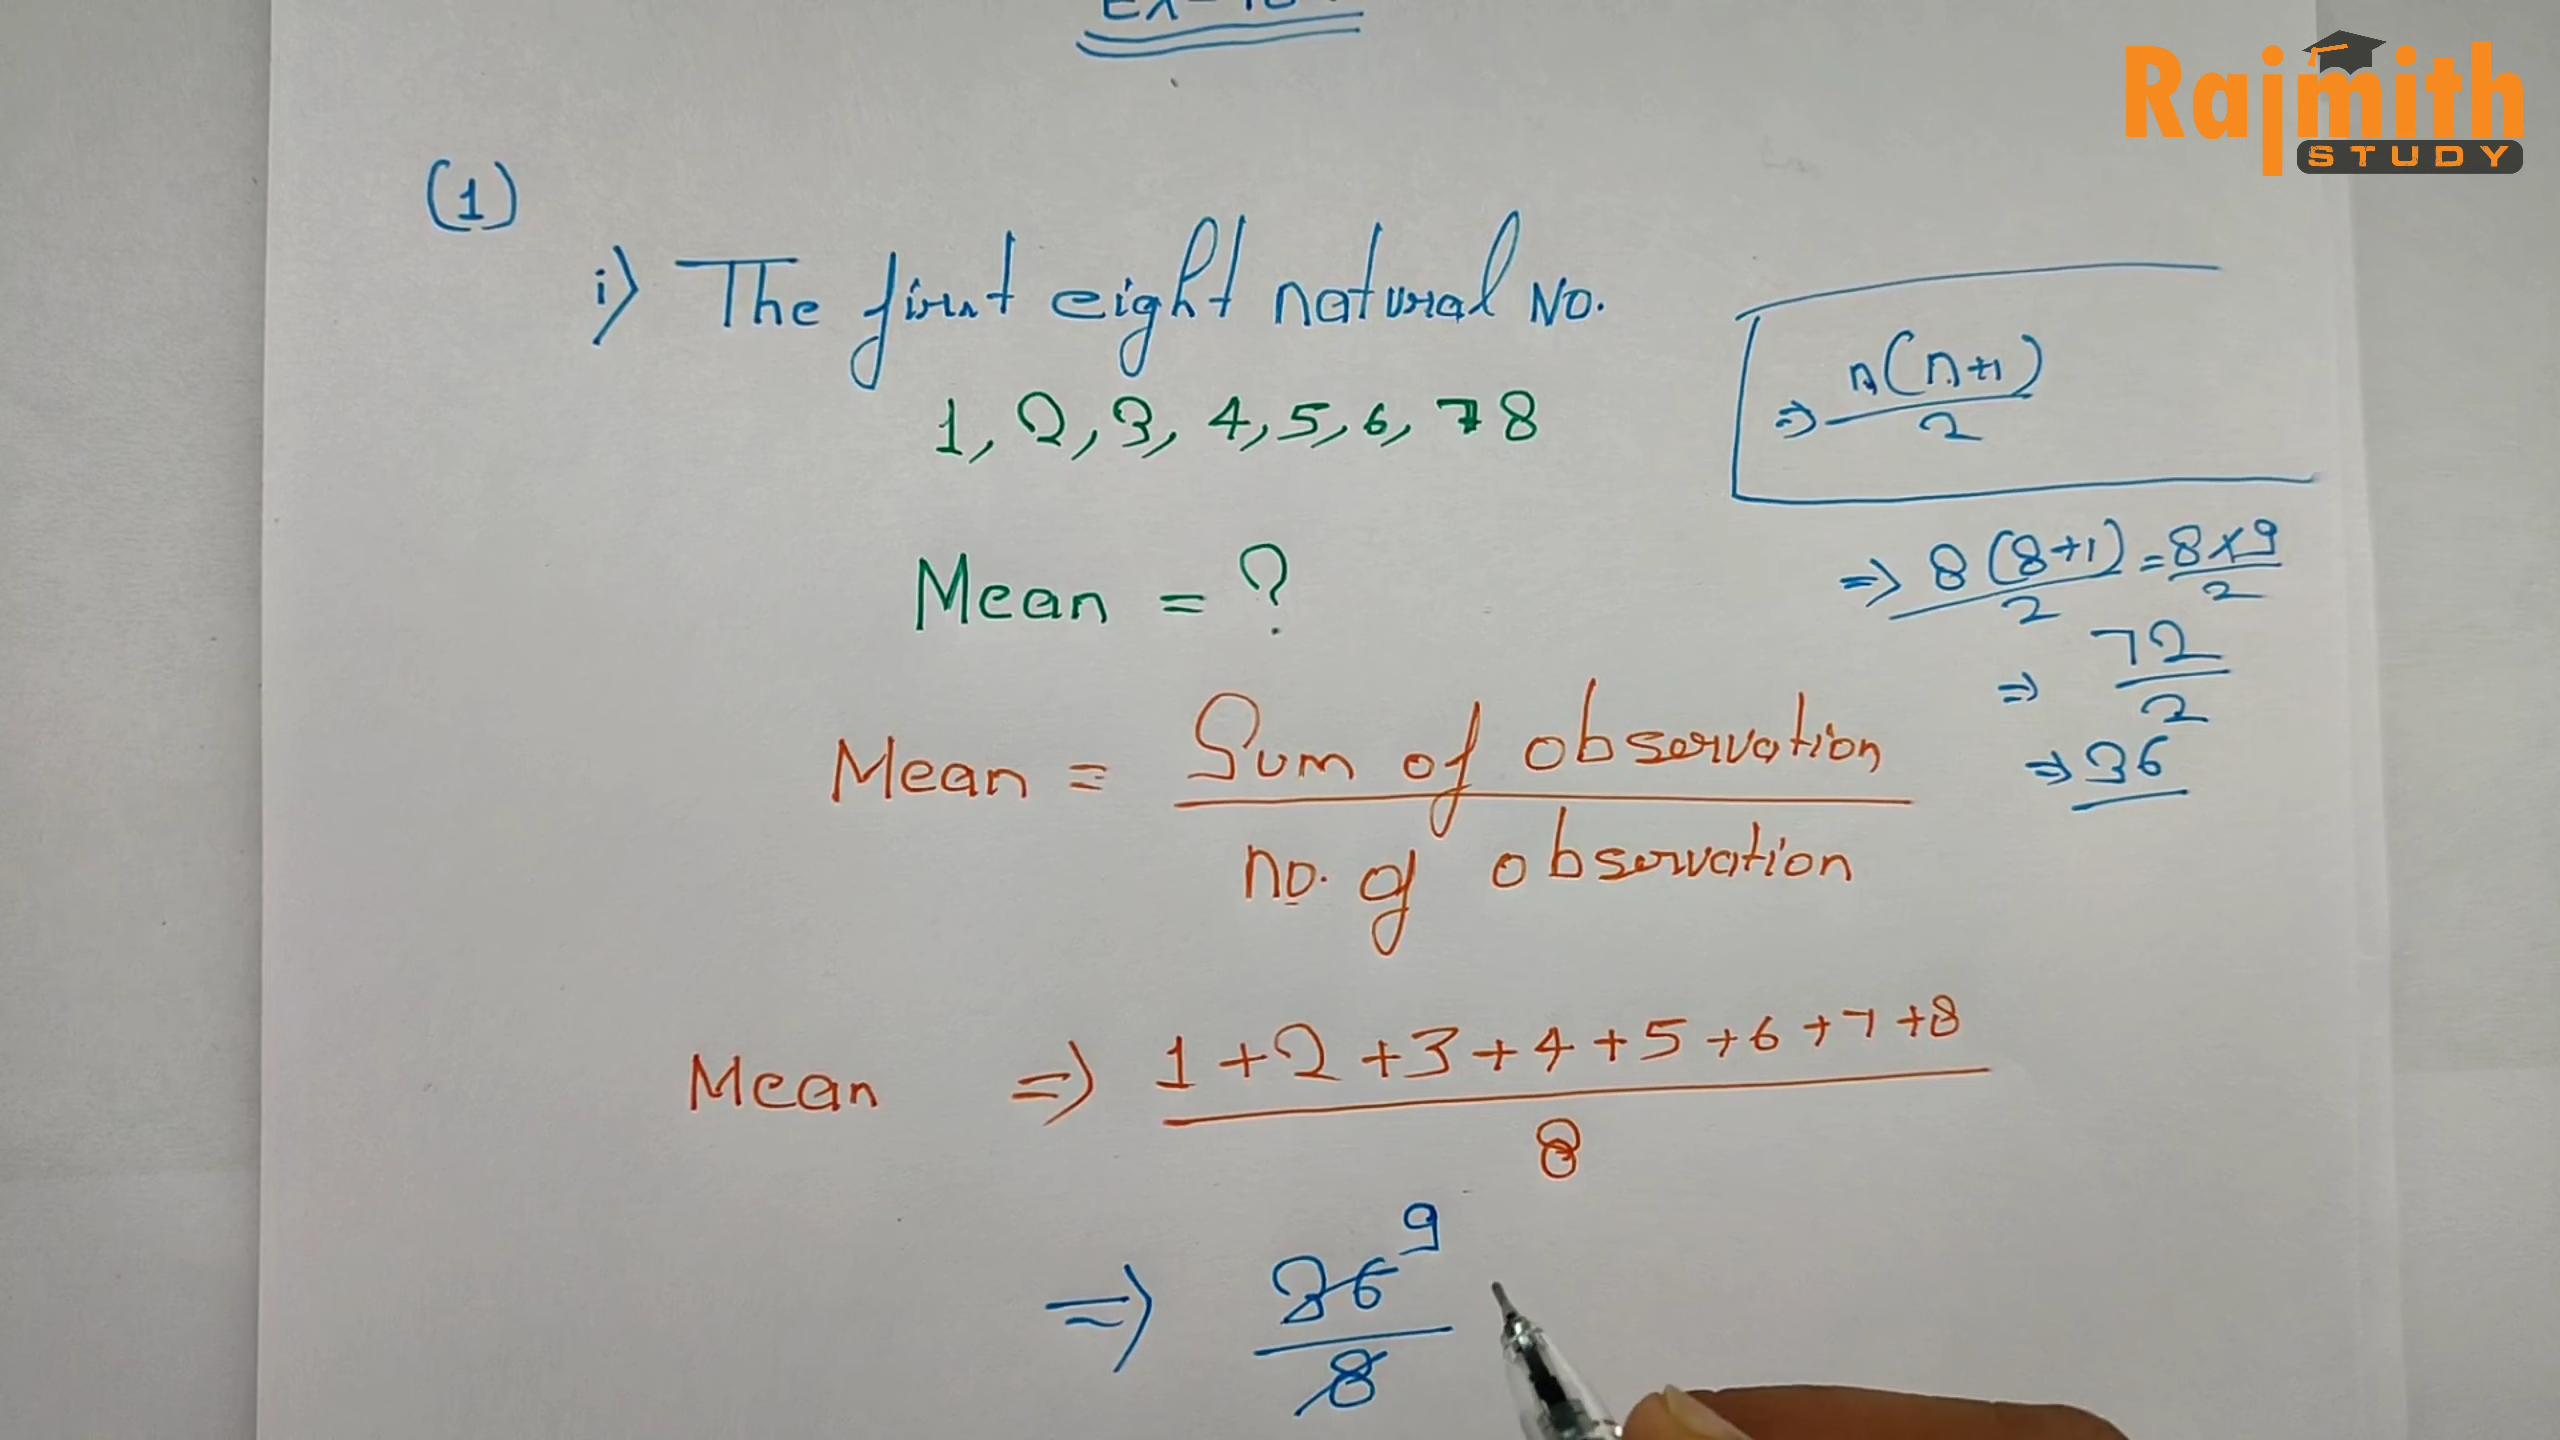 Rajmith
STUDY
(1)
i) The first eight natural No.
1, 2, 3, 4, 5, 6, 7 8
Mean = ?
Mean = Sum of observation
no. of observation
Mean => 1 + 2 + 3 + 4 + 5 + 6 + 7 + 8
8
=> 36 9
8
=> n(n+1)
2
=> 8(8+1) = 8x9
2 2
=> 72
2
=> 36